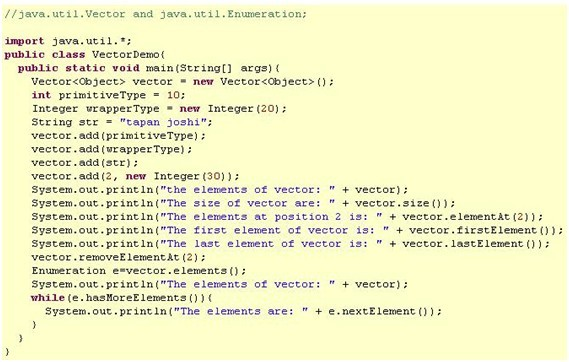 //java.util.Vector and java.util.Enumeration;
import java.util.*;
public class VectorDemo{
public static void main(String[] args){
Vector<Object> vector = new Vector<Object>();
int primitiveType = 10;
Integer wrapperType = new Integer(20);
String str = "tapan joshi";
vector.add(primitiveType);
vector.add(wrapperType);
vector.add(str);
vector.add(2, new Integer(30));
System.out.println("the elements of vector: " + vector);
System.out.println("The size of vector are: " + vector.size());
System.out.println("The elements at position 2 is: " + vector.elementAt(2));
System.out.println("The first element of vector is: " + vector.firstElement());
System.out.println("The last element of vector is: " + vector.lastElement());
vector.removeElementAt(2);
Enumeration e=vector.elements();
System.out.println("The elements of vector: " + vector);
while(e.hasMoreElements()){
System.out.println("The elements are: " + e.nextElement());
}
}
}